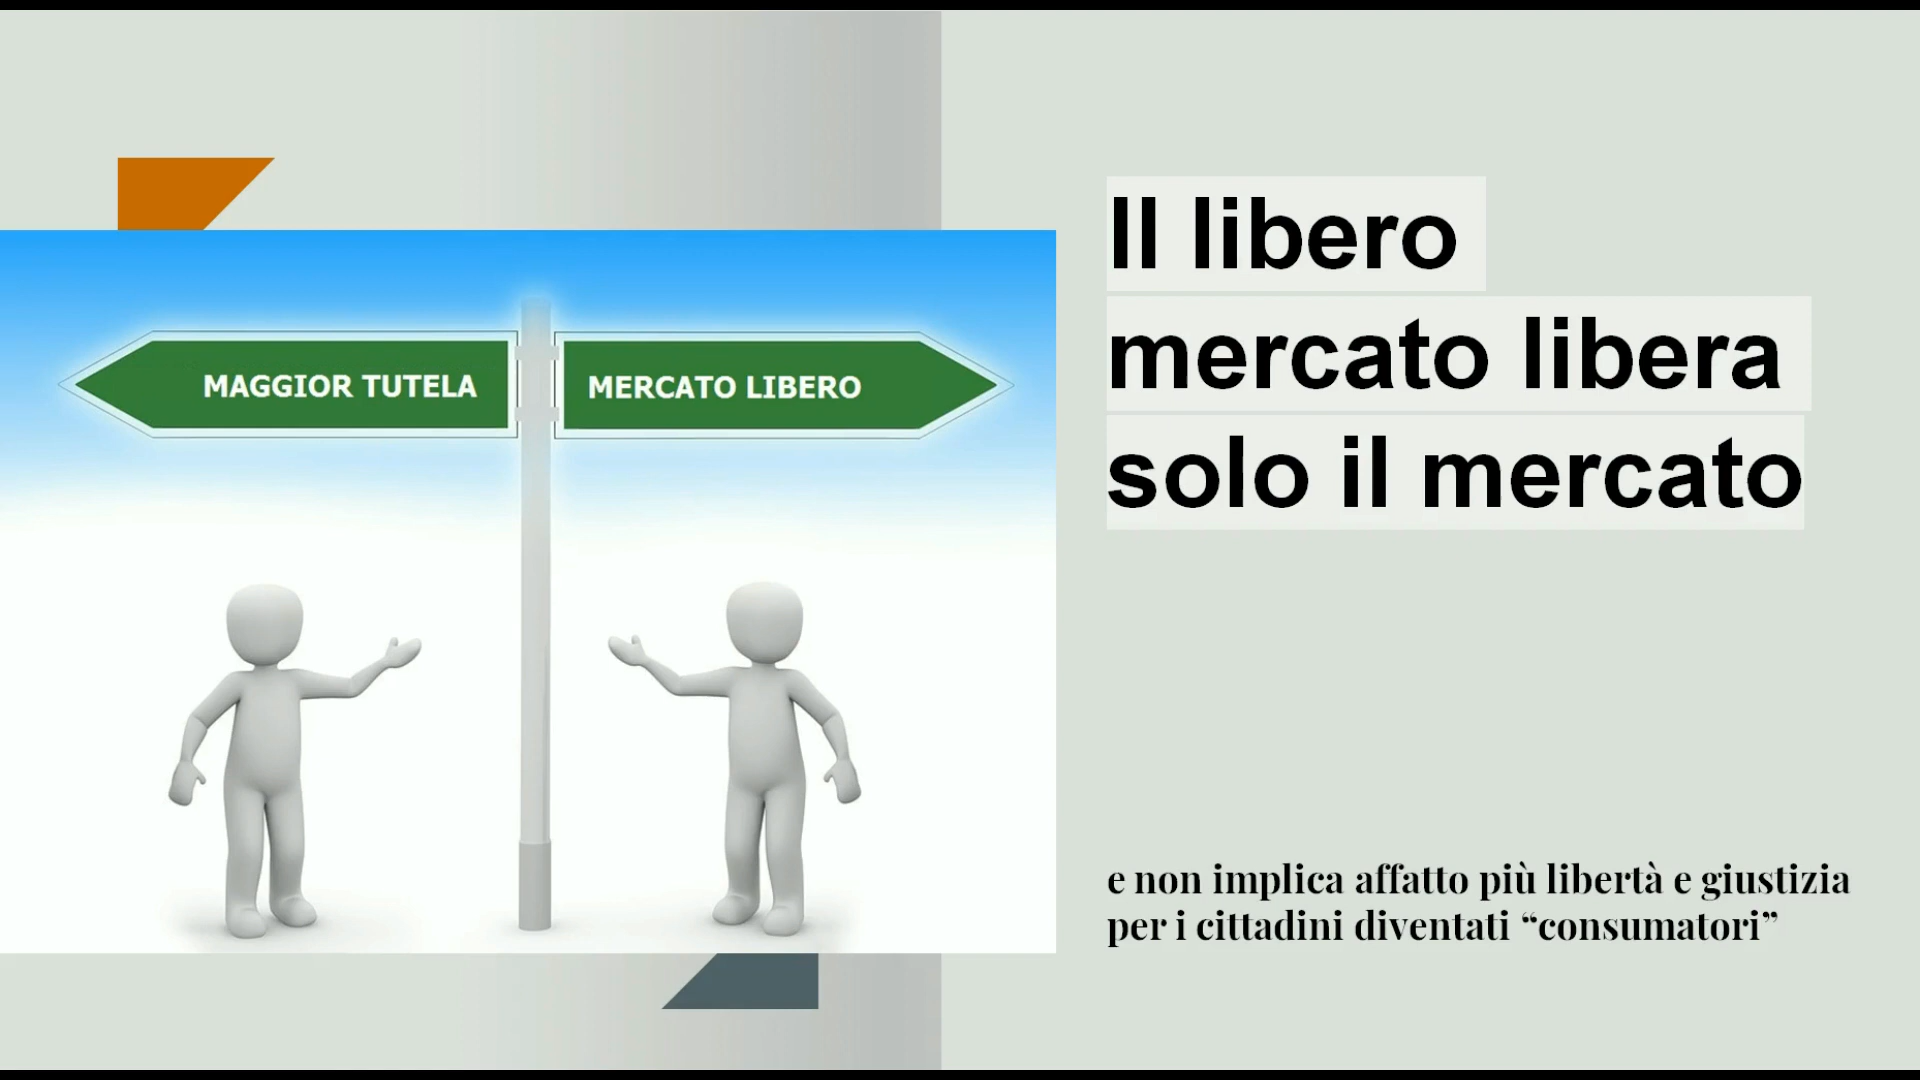 MAGGIOR TUTELA
MERCATO LIBERO
Il libero
mercato libera
solo il mercato
e non implica affatto più libertà e giustizia
per i cittadini diventati “consumatori”